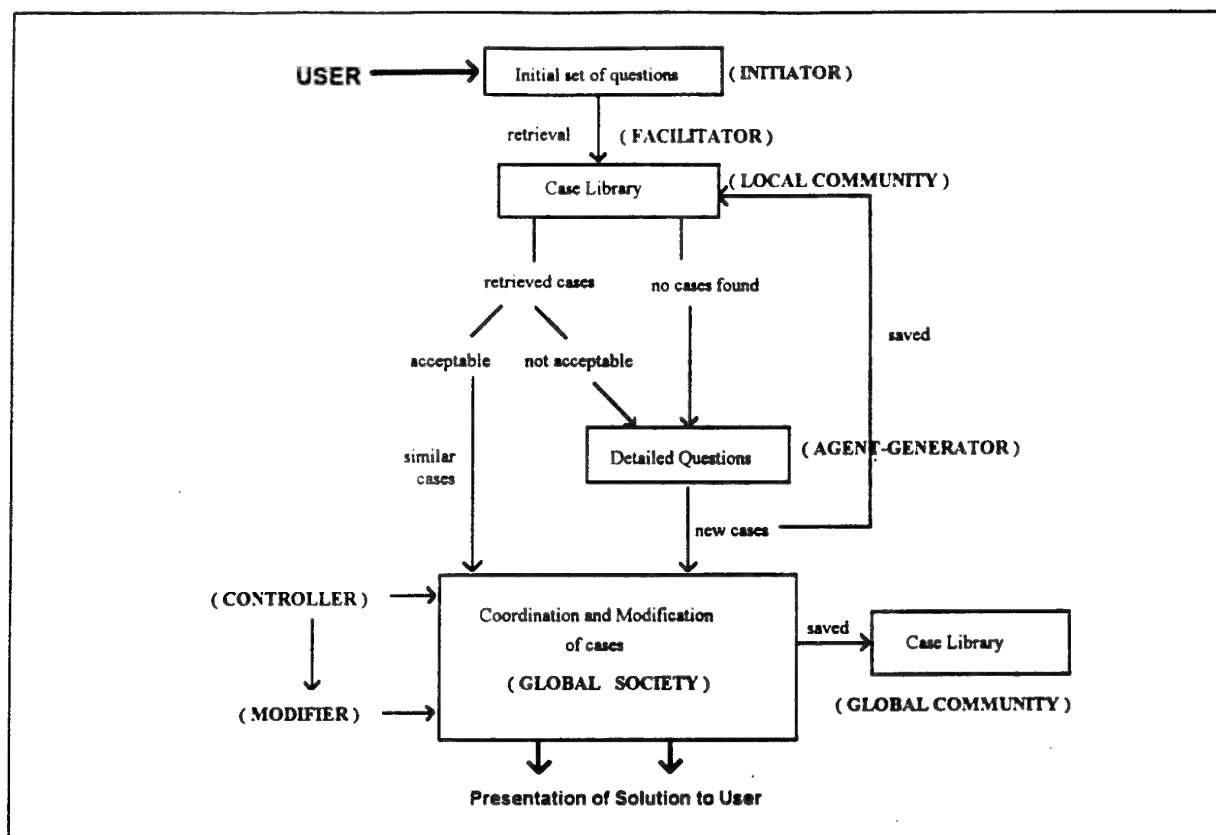 USER
Initial set of questions
( INITIATOR )
retrieval
( FACILITATOR )
Case Library
( LOCAL COMMUNITY )
retrieved cases
no cases found
saved
acceptable
not acceptable
similar
cases
Detailed Questions
( AGENT-GENERATOR )
new cases
( CONTROLLER )
Coordination and Modification
of cases
( GLOBAL SOCIETY )
saved
Case Library
( MODIFIER )
( GLOBAL COMMUNITY )
Presentation of Solution to User